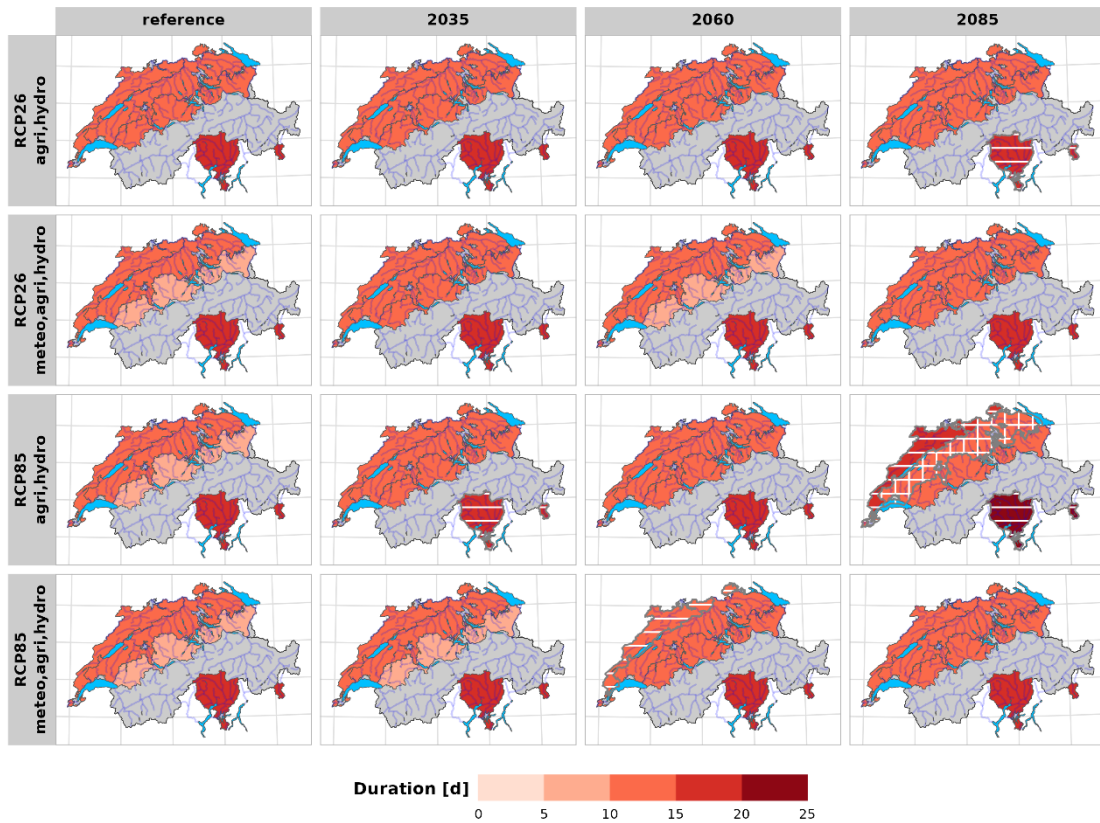 reference 2035 2060 2085
RCP26
agri,hydro
RCP26
meteo,agri,hydro
RCP85
agri,hydro
RCP85
meteo,agri,hydro
Duration [d]
0 5 10 15 20 25